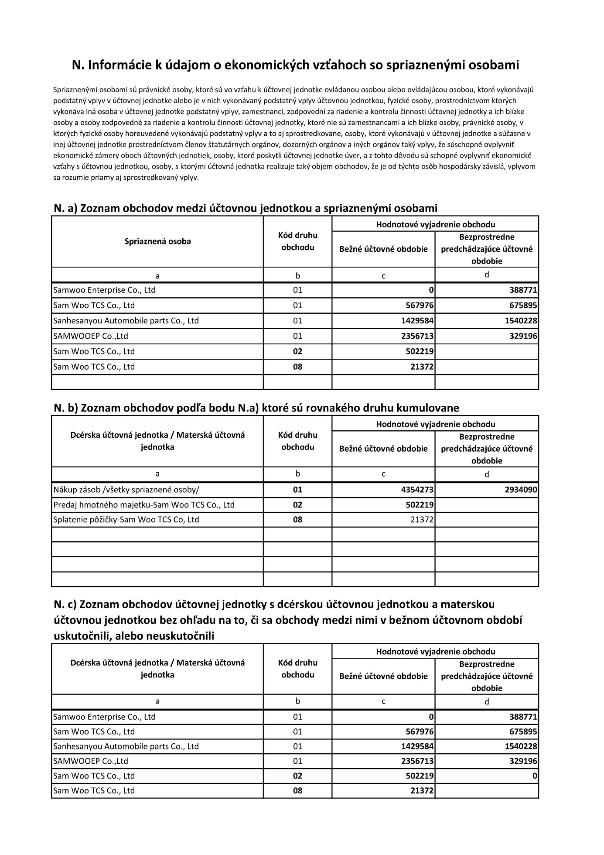 N. Informácie k údajom o ekonomických vzťahoch so spriaznenými osobami
Spriaznenými osobami sú právnické osoby, ktoré sú vo vzťahu k účtovnej jednotke ovládanou osobou alebo ovládajúcou osobou, ktoré vykonávajú
podstatný vplyv v účtovnej jednotke alebo je v nich vykonávaný podstatný vplyv účtovnou jednotkou, fyzické osoby, prostredníctvom ktorých
vykonáva iná osoba v účtovnej jednotke podstatný vplyv, zamestnanci, zodpovední za riadenie a kontrolu činnosti účtovnej jednotky a ich blízke
osoby a osoby zodpovedné za riadenie a kontrolu činnosti účtovnej jednotky, ktoré nie sú zamestnancami a ich blízke osoby, právnické osoby, v
ktorých fyzické osoby horeuvedené vykonávajú podstatný vplyv a to aj sprostredkovane, osoby, ktoré vykonávajú v účtovnej jednotke a súčasne v
inej účtovnej jednotke prostredníctvom členov štatutárnych orgánov, dozorných orgánov a iných orgánov taký vplyv, že súschopné ovplyvniť
ekonomické zámery oboch účtovných jednotiek, osoby, ktoré poskytli účtovnej jednotke úver, a z tohto dôvodu sú schopné ovplyvniť ekonomické
vzťahy s účtovnou jednotkou, osoby, s ktorými účtovná jednotka realizuje taký objem obchodov, že je od týchto osôb hospodársky závislá, vplyvom
sa rozumie priamy aj sprostredkovaný vplyv.
N. a) Zoznam obchodov medzi účtovnou jednotkou a spriaznenými osobami
Spriaznená osoba Kód druhu obchodu Hodnotové vyjadrenie obchodu
Bežné účtovné obdobie Bezprostredne predchádzajúce účtovné obdobie
a b c d
Samwoo Enterprise Co., Ltd 01 0 388771
Sam Woo TCS Co., Ltd 01 567976 675895
Sanhesanyou Automobile parts Co., Ltd 01 1429584 1540228
SAMWOOEP Co.,Ltd 01 2356713 329196
Sam Woo TCS Co., Ltd 02 502219
Sam Woo TCS Co., Ltd 08 21372
N. b) Zoznam obchodov podľa bodu N.a) ktoré sú rovnakého druhu kumulovane
Dcérska účtovná jednotka / Materská účtovná jednotka Kód druhu obchodu Hodnotové vyjadrenie obchodu
Bežné účtovné obdobie Bezprostredne predchádzajúce účtovné obdobie
a b c d
Nákup zásob /všetky spriaznené osoby/ 01 4354273 2934090
Predaj hmotného majetku-Sam Woo TCS Co., Ltd 02 502219
Splatenie pôžičky-Sam Woo TCS Co, Ltd 08 21372
N. c) Zoznam obchodov účtovnej jednotky s dcérskou účtovnou jednotkou a materskou
účtovnou jednotkou bez ohľadu na to, či sa obchody medzi nimi v bežnom účtovnom období
uskutočnili, alebo neuskutočnili
Dcérska účtovná jednotka / Materská účtovná jednotka Kód druhu obchodu Hodnotové vyjadrenie obchodu
Bežné účtovné obdobie Bezprostredne predchádzajúce účtovné obdobie
a b c d
Samwoo Enterprise Co., Ltd 01 0 388771
Sam Woo TCS Co., Ltd 01 567976 675895
Sanhesanyou Automobile parts Co., Ltd 01 1429584 1540228
SAMWOOEP Co.,Ltd 01 2356713 329196
Sam Woo TCS Co., Ltd 02 502219 0
Sam Woo TCS Co., Ltd 08 21372